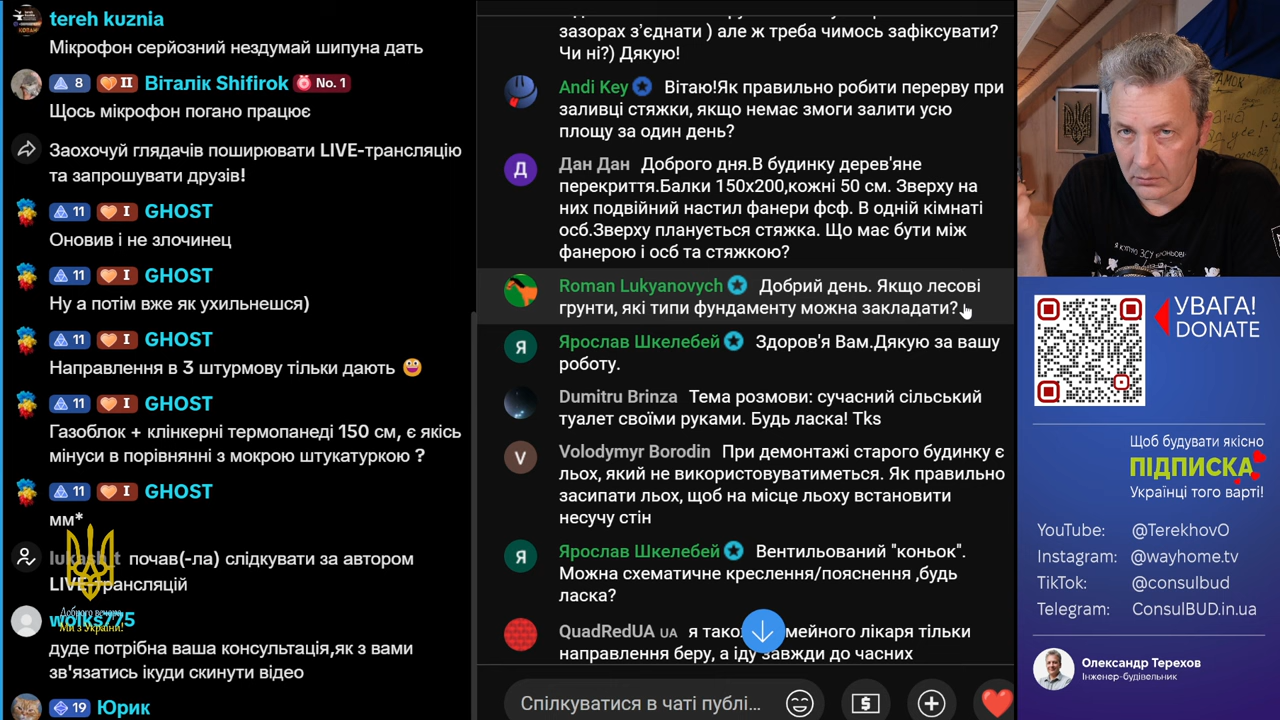 tereh kuznia
Мікрофон серйозний нездумай шипуна дать
8 II Віталік Shifirok No. 1
Щось мікрофон погано працює
Заохочуй глядачів поширювати LIVE-трансляцію
та запрошувати друзів!
11 I GHOST
Оновив і не злочинец
11 I GHOST
Ну а потім вже як ухильнешся)
11 I GHOST
Направлення в 3 штурмову тільки дають
11 I GHOST
Газоблок + клінкерні термопанеді 150 см, є якісь
мінуси в порівнянні з мокрою штукатуркою ?
11 I GHOST
мм*
почав(-ла) слідкувати за автором
LIVE-трансляцій
Доброго вечора
Ми з України!
wolks775
дуде потрібна ваша консультація,як з вами
зв'язатись ікуди скинути відео
19 Юрик
зазорах з’єднати ) але ж треба чимось зафіксувати?
Чи ні?) Дякую!
Andi Key Вітаю!Як правильно робити перерву при
заливці стяжки, якщо немає змоги залити усю
площу за один день?
Д Дан Дан Доброго дня.В будинку дерев'яне
перекриття.Балки 150х200,кожні 50 см. Зверху на
них подвійний настил фанери фсф. В одній кімнаті
осб.Зверху планується стяжка. Що має бути між
фанерою і осб та стяжкою?
Roman Lukyanovych Добрий день. Якщо лесові
грунти, які типи фундаменту можна закладати?
Я Ярослав Шкелебей Здоров'я Вам.Дякую за вашу
роботу.
Dumitru Brinza Тема розмови: сучасний сільський
туалет своїми руками. Будь ласка! Tks
V Volodymyr Borodin При демонтажі старого будинку є
льох, який не використовуватиметься. Як правильно
засипати льох, щоб на місце льоху встановити
несучу стін
Я Ярослав Шкелебей Вентильований "коньок".
Можна схематичне креслення/пояснення ,будь
ласка?
QuadRedUA UA я мейного лікаря тільки
направлення беру, а іду завжди до часних
Спілкуватися в чаті публі...
УВАГА!
DONATE
Щоб будувати якісно
ПІДПИСКА
Українці того варті!
YouTube: @TerekhovO
Instagram: @wayhome.tv
TikTok: @consulbud
Telegram: ConsulBUD.in.ua
Олександр Терехов
Інженер-будівельник